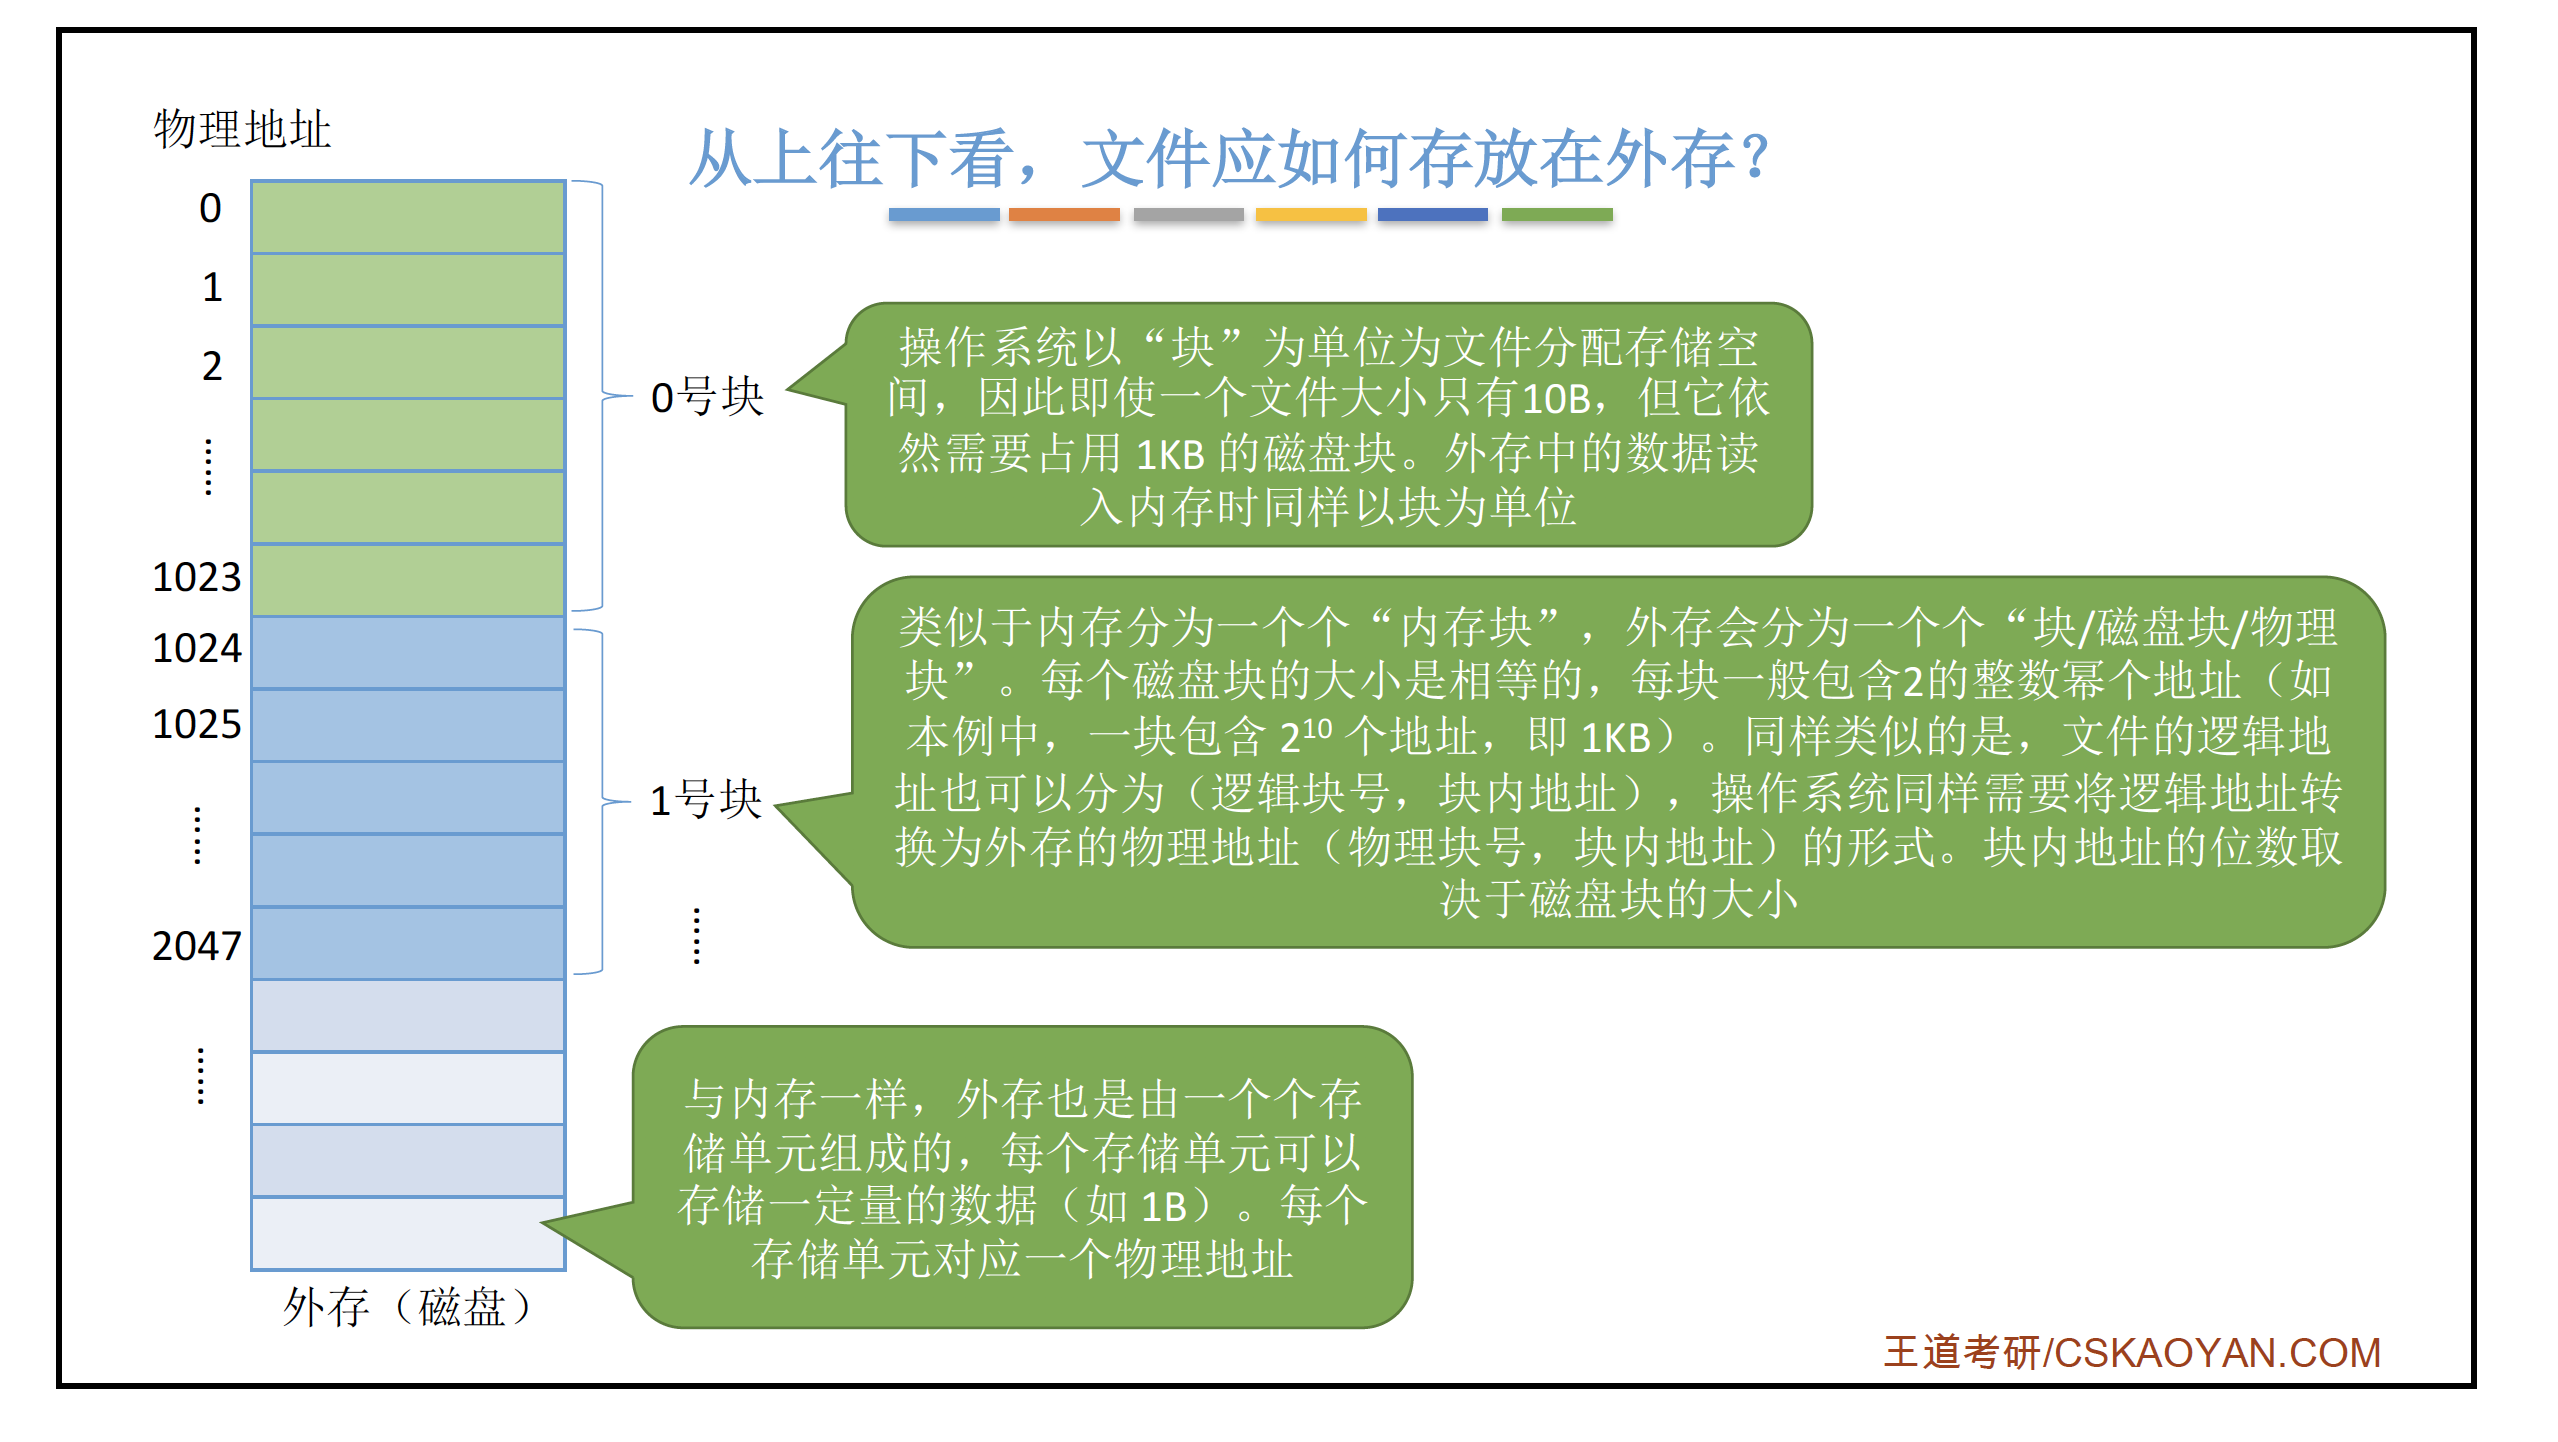 从上往下看，文件应如何存放在外存？
物理地址
0
1
2
……
1023
1024
1025
……
2047
……
外存（磁盘）
0号块
1号块
……
操作系统以“块”为单位为文件分配存储空
间，因此即使一个文件大小只有10B，但它依
然需要占用 1KB 的磁盘块。外存中的数据读
入内存时同样以块为单位
类似于内存分为一个个“内存块”，外存会分为一个个“块/磁盘块/物理
块”。每个磁盘块的大小是相等的，每块一般包含2的整数幂个地址（如
本例中，一块包含 2¹⁰ 个地址，即 1KB）。同样类似的是，文件的逻辑地
址也可以分为（逻辑块号，块内地址），操作系统同样需要将逻辑地址转
换为外存的物理地址（物理块号，块内地址）的形式。块内地址的位数取
决于磁盘块的大小
与内存一样，外存也是由一个个存
储单元组成的，每个存储单元可以
存储一定量的数据（如 1B）。每个
存储单元对应一个物理地址
王道考研/CSKAOYAN.COM